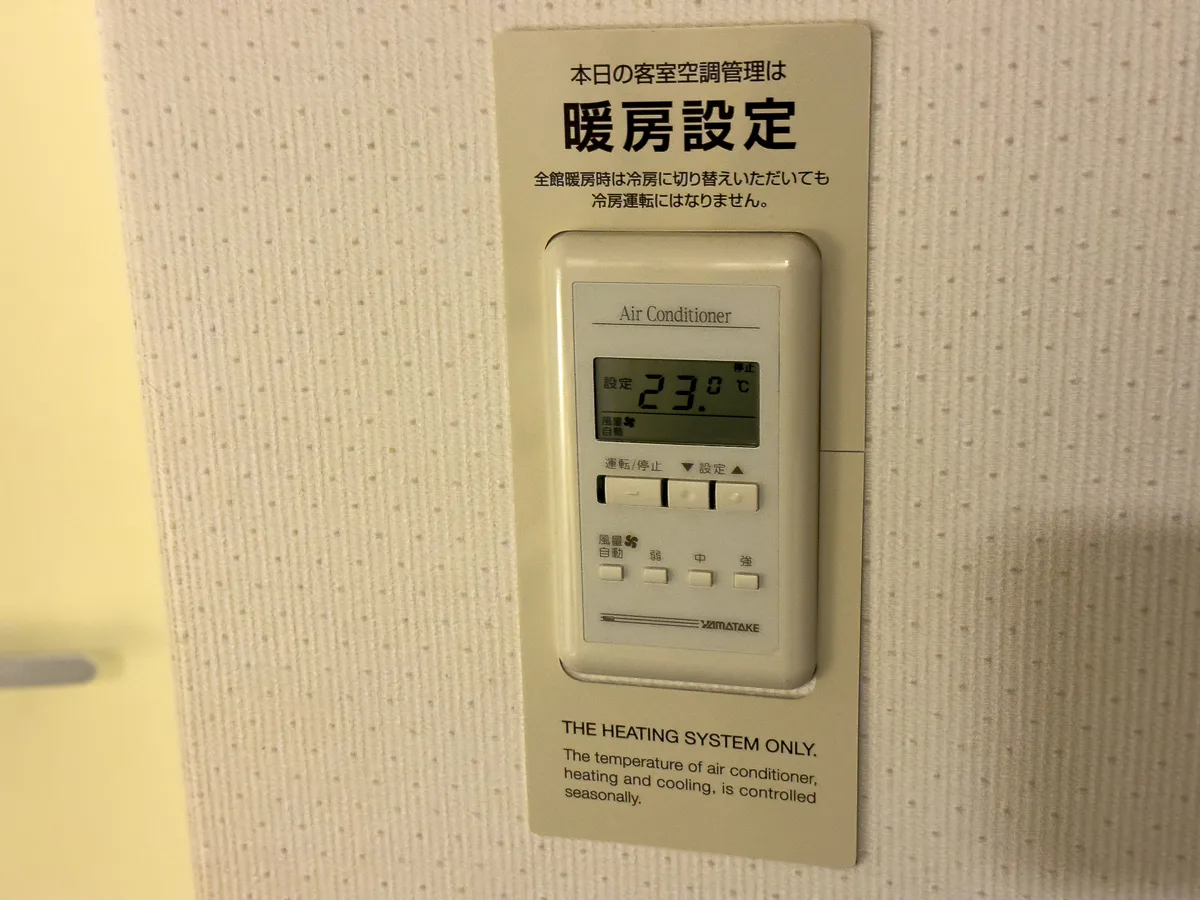 本日の客室空調管理は
暖房設定
全館暖房時は冷房に切り替えいただいても
冷房運転にはなりません。
Air Conditioner
停止
設定 23.0 ℃
風量
自動
運転/停止 ▼ 設定 ▲
風量
自動 弱 中 強
YAMATAKE
THE HEATING SYSTEM ONLY.
The temperature of air conditioner,
heating and cooling, is controlled
seasonally.